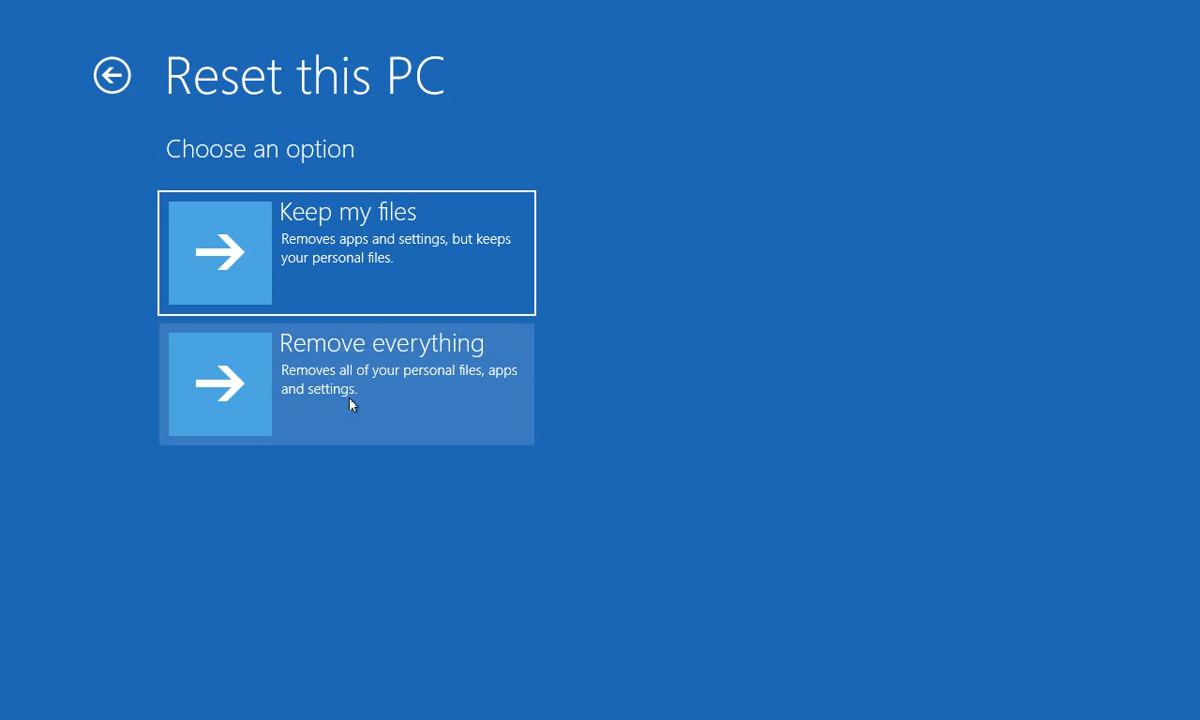 Reset this PC
Choose an option
Keep my files
Removes apps and settings, but keeps
your personal files.
Remove everything
Removes all of your personal files, apps
and settings.